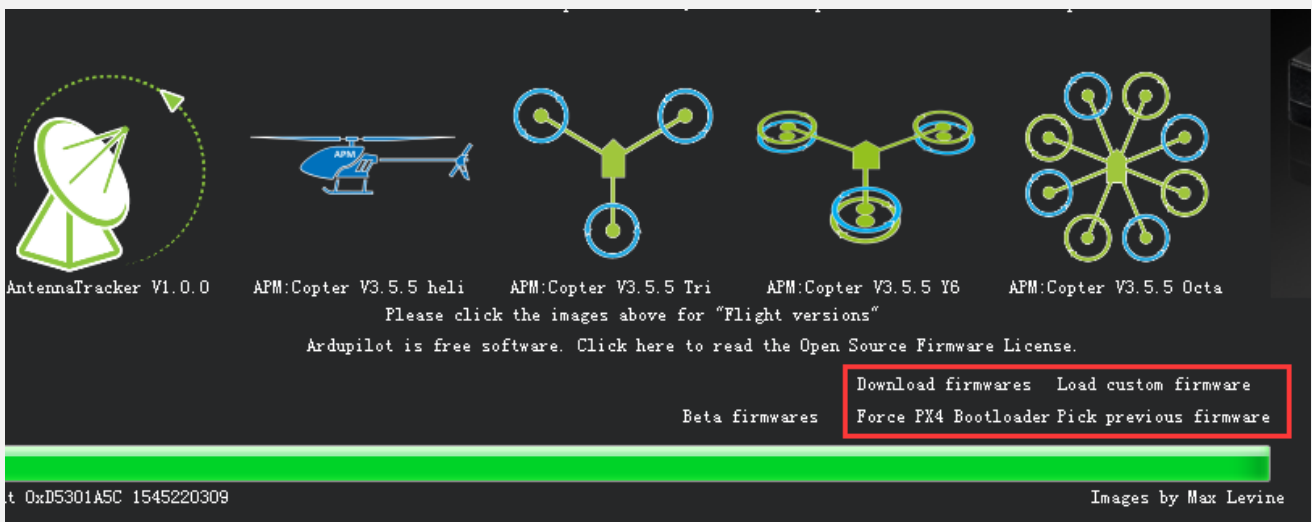 APM
AntennaTracker V1.0.0
APM:Copter V3.5.5 heli
APM:Copter V3.5.5 Tri
APM:Copter V3.5.5 Y6
APM:Copter V3.5.5 Octa
Please click the images above for "Flight versions"
Ardupilot is free software. Click here to read the Open Source Firmware License.
Download firmwares Load custom firmware
Beta firmwares Force PX4 Bootloader Pick previous firmware
0xD5301A5C 1545220309
Images by Max Levine